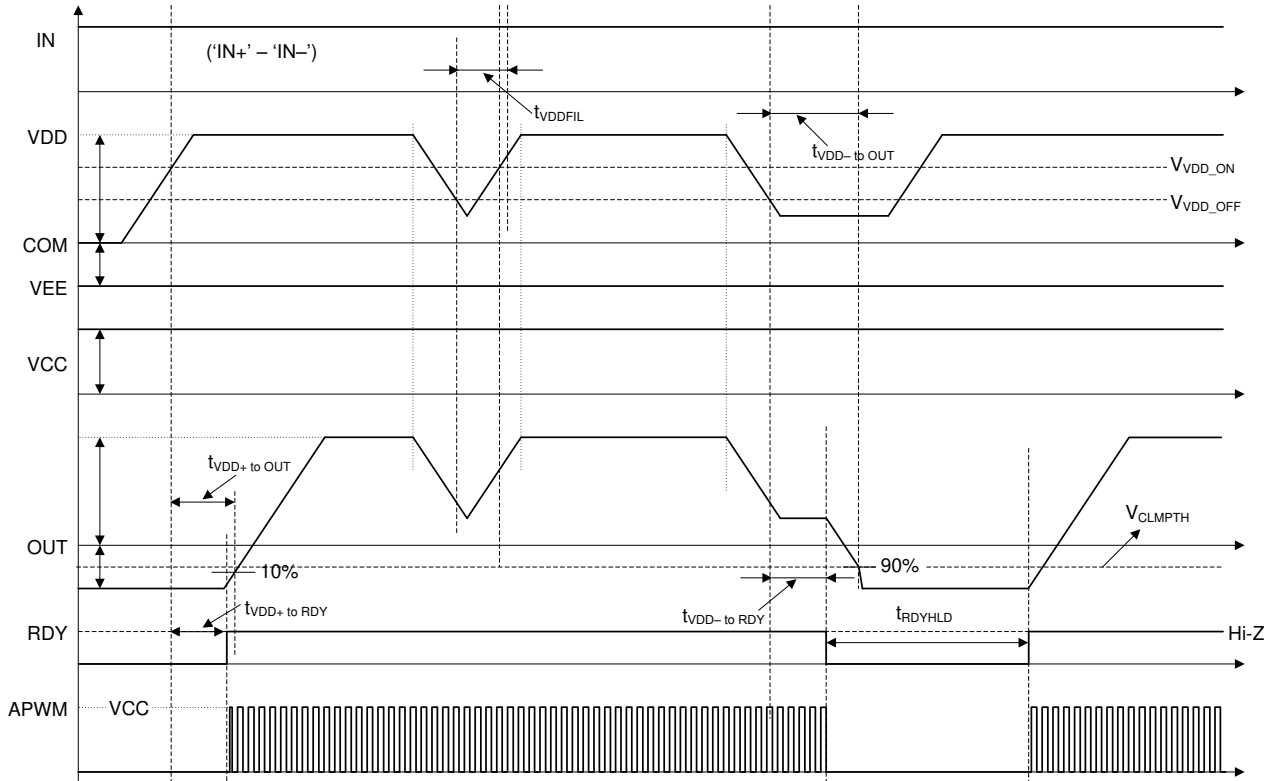 IN
(‘IN+’ – ‘IN–’)
tVDDFIL
VDD
tVDD– to OUT
VVDD_ON
VVDD_OFF
COM
VEE
VCC
tVDD+ to OUT
VCLMPTH
OUT
10%
90%
tVDD+ to RDY
tVDD– to RDY
tRDYHLD
RDY
Hi-Z
APWM
VCC